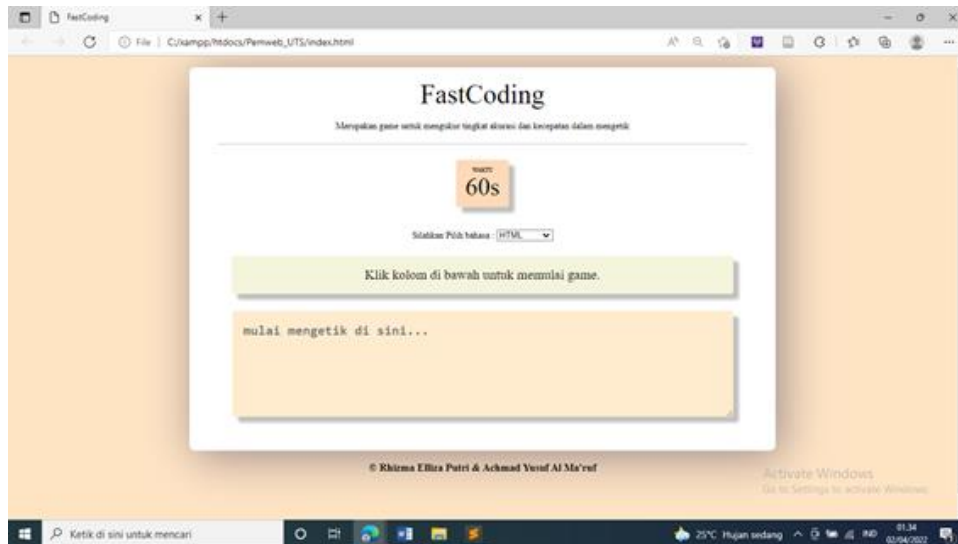 FastCoding
File | C:/xampp/htdocs/Pemweb_UTS/index.html
FastCoding
Merupakan game untuk mengukur tingkat akurasi dan kecepatan dalam mengetik
WAKTU
60s
Silahkan Pilih bahasa : HTML
Klik kolom di bawah untuk memulai game.
mulai mengetik di sini...
© Rhizma Elliza Putri & Achmad Yusuf Al Ma'ruf
Activate Windows
Go to Settings to activate Windows.
Ketik di sini untuk mencari
25°C Hujan sedang
IND
01.34
02/04/2022